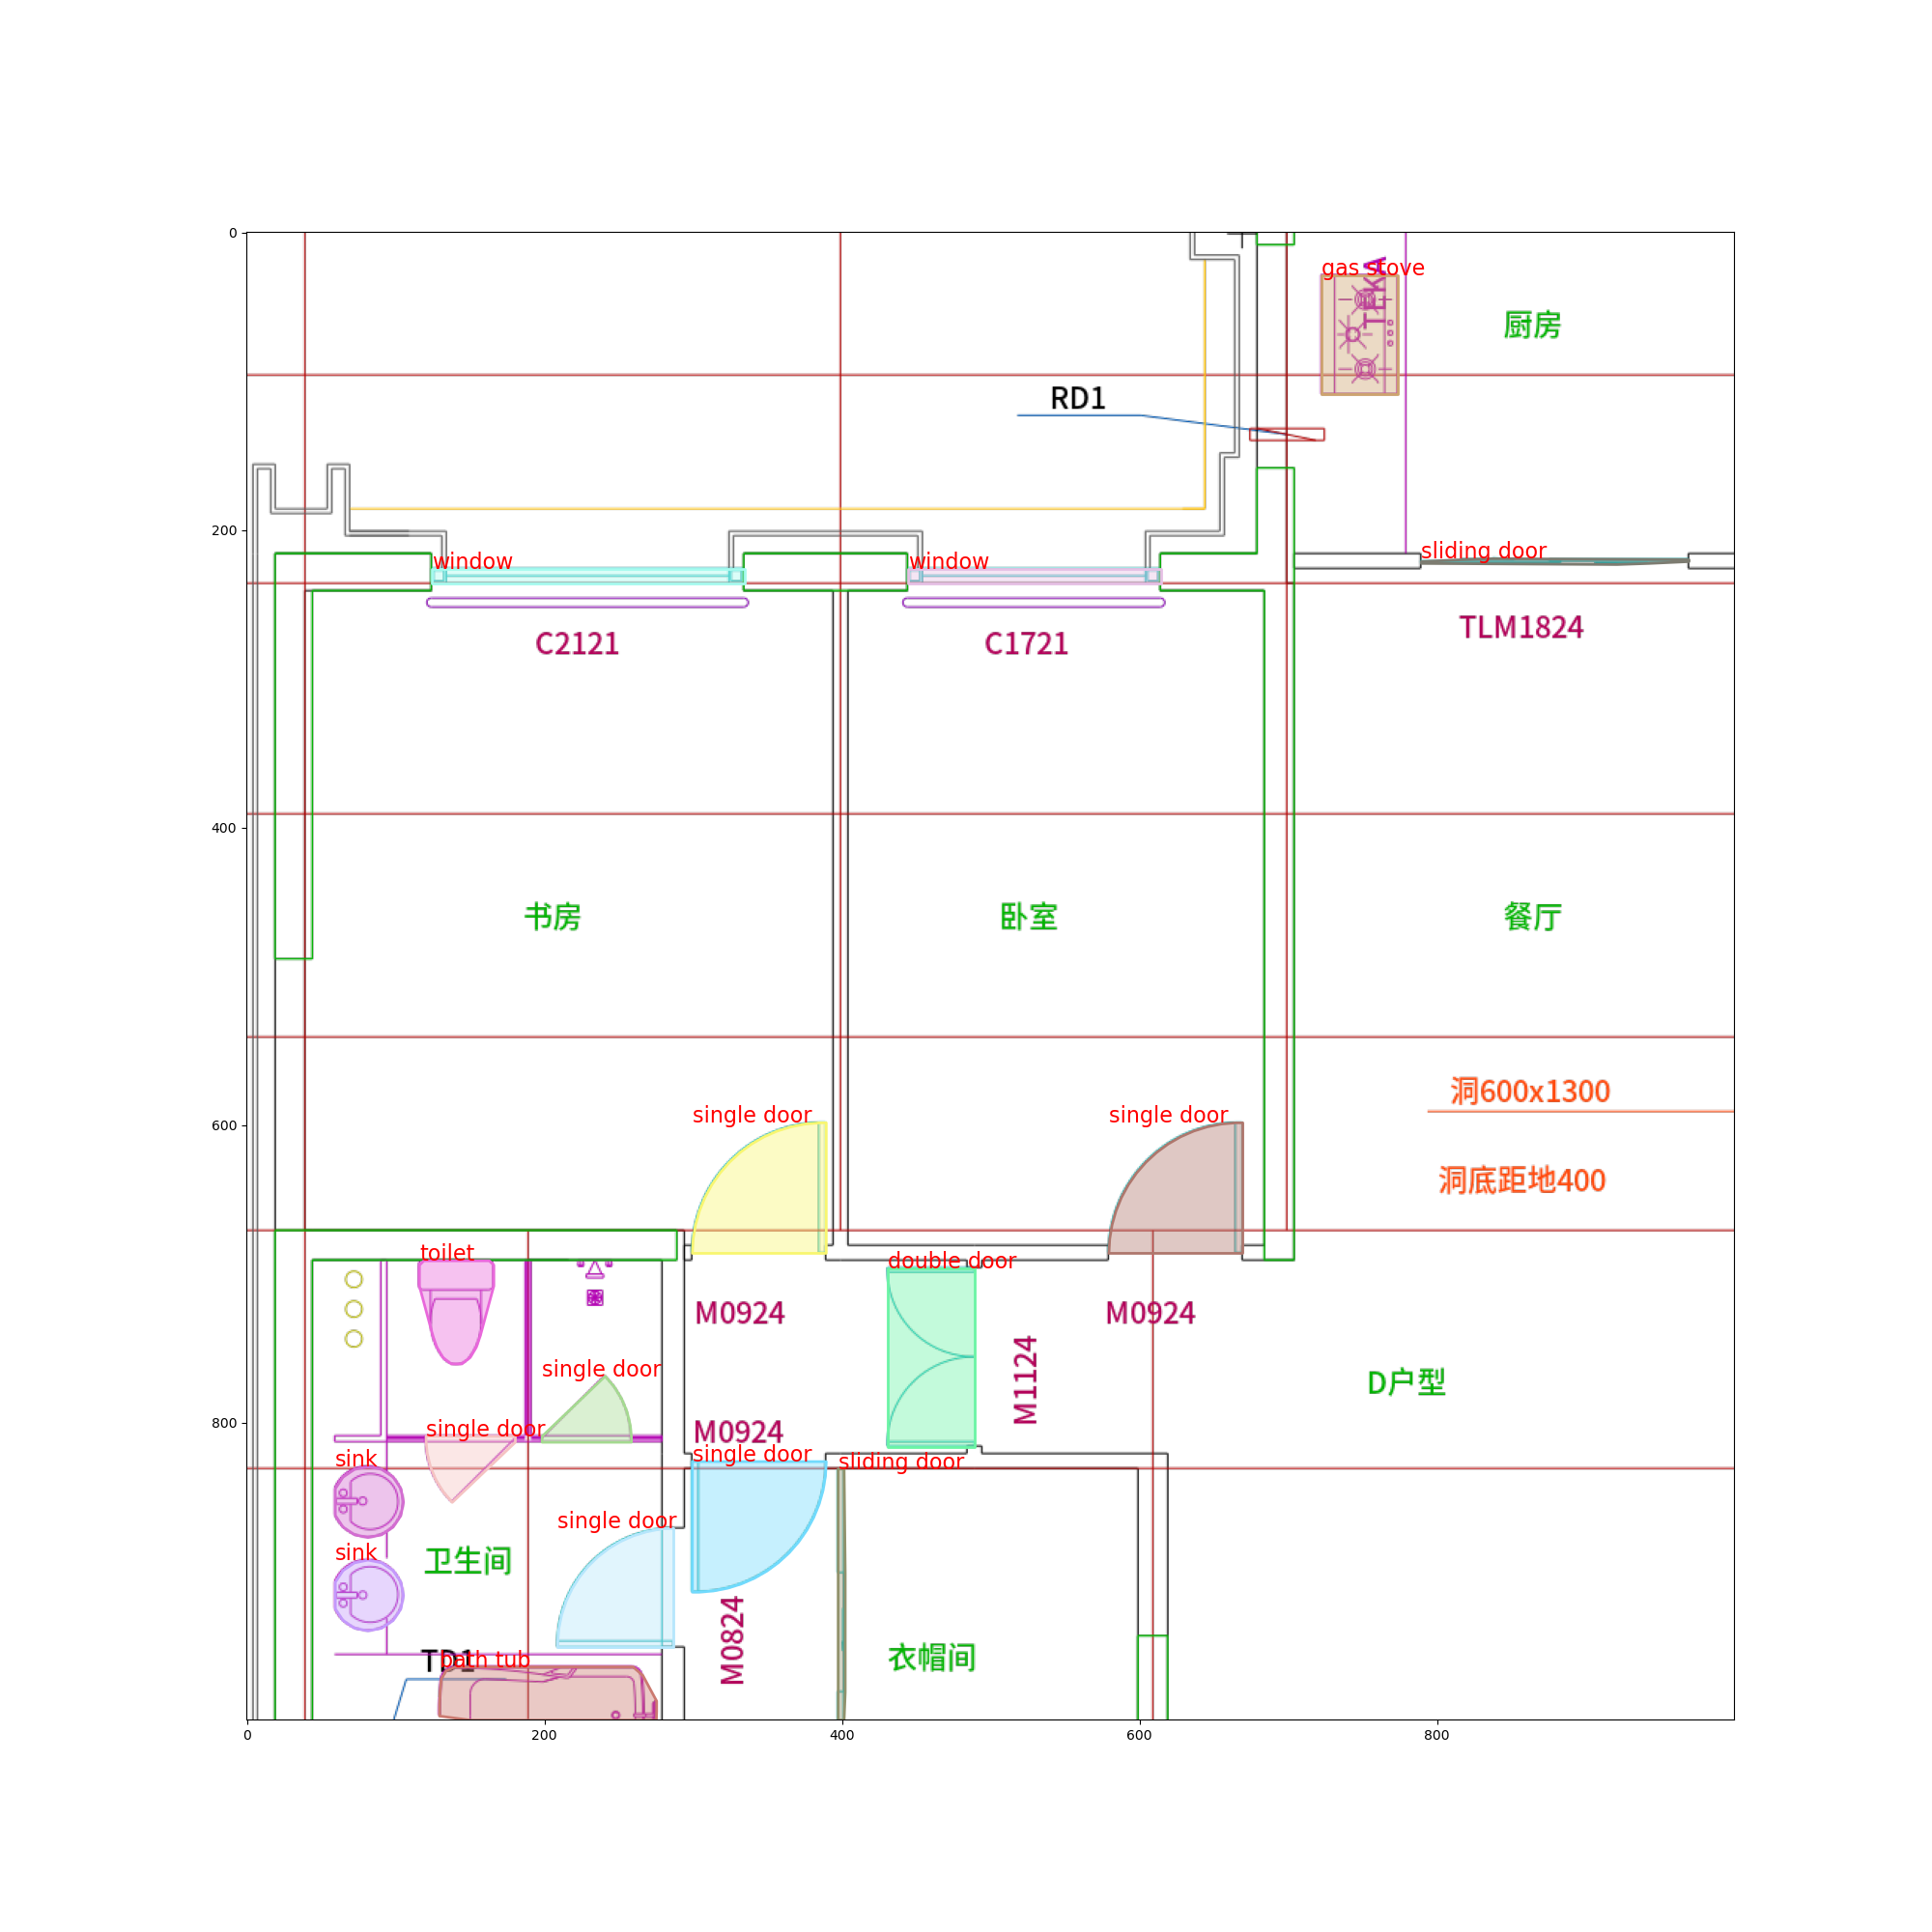 0
gas stove
TEKA
厨房
RD1
200
window
window
sliding door
C2121
C1721
TLM1824
400
书房
卧室
餐厅
洞600x1300
600
single door
single door
洞底距地400
toilet
double door
M0924
M0924
M1124
single door
D户型
800
single door
M0924
sink
single door
sliding door
single door
sink
卫生间
M0824
衣帽间
TD1
bath tub
0
200
400
600
800